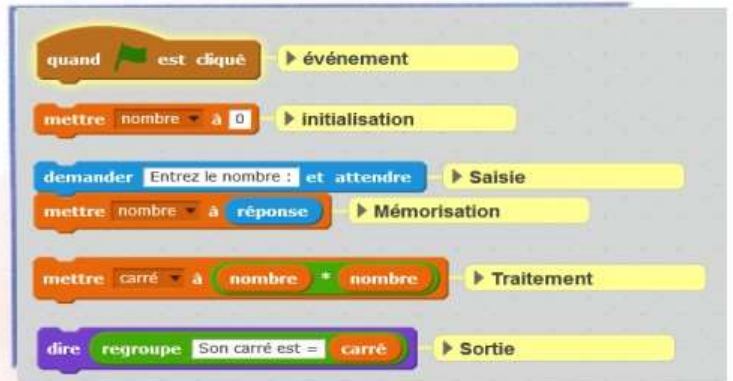 quand est cliqué événement
mettre nombre à 0 initialisation
demander Entrez le nombre : et attendre Saisie
mettre nombre à réponse Mémorisation
mettre carré à nombre * nombre Traitement
dire regroupe Son carré est = carré Sortie